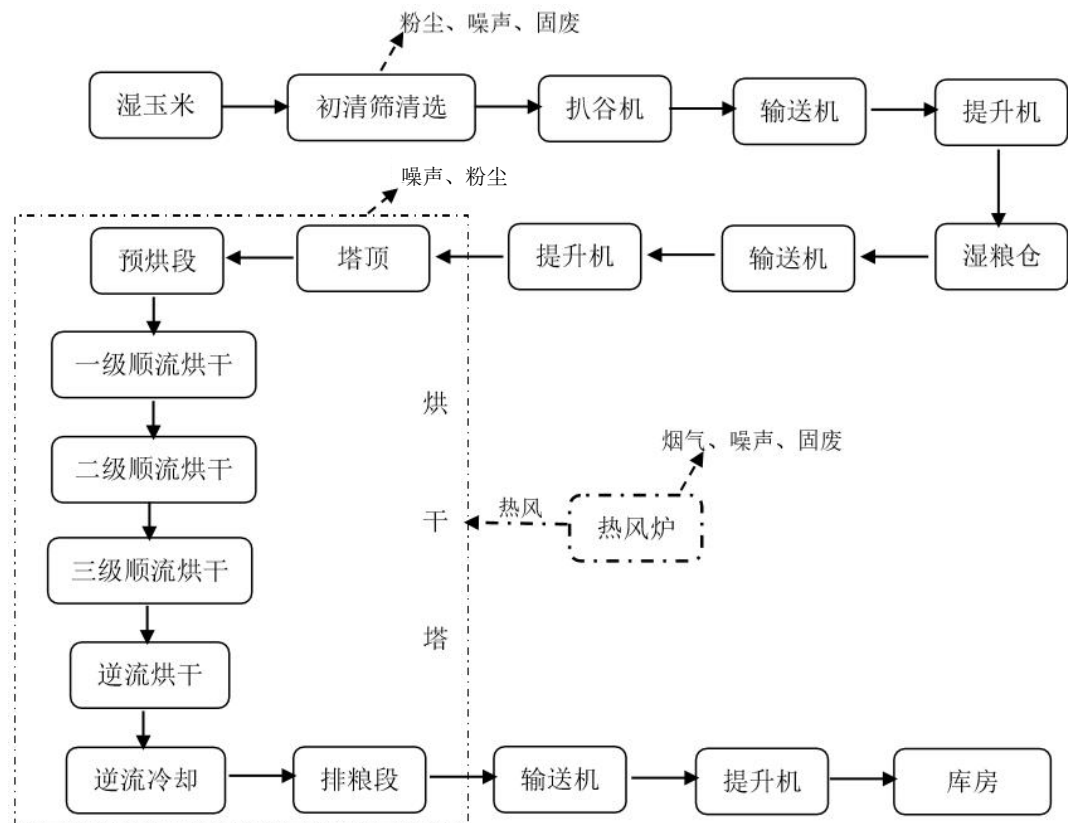 粉尘、噪声、固废
湿玉米
初清筛清选
扒谷机
输送机
提升机
噪声、粉尘
预烘段
塔顶
提升机
输送机
湿粮仓
一级顺流烘干
烘
二级顺流烘干
烟气、噪声、固废
干
热风
热风炉
三级顺流烘干
塔
逆流烘干
逆流冷却
排粮段
输送机
提升机
库房